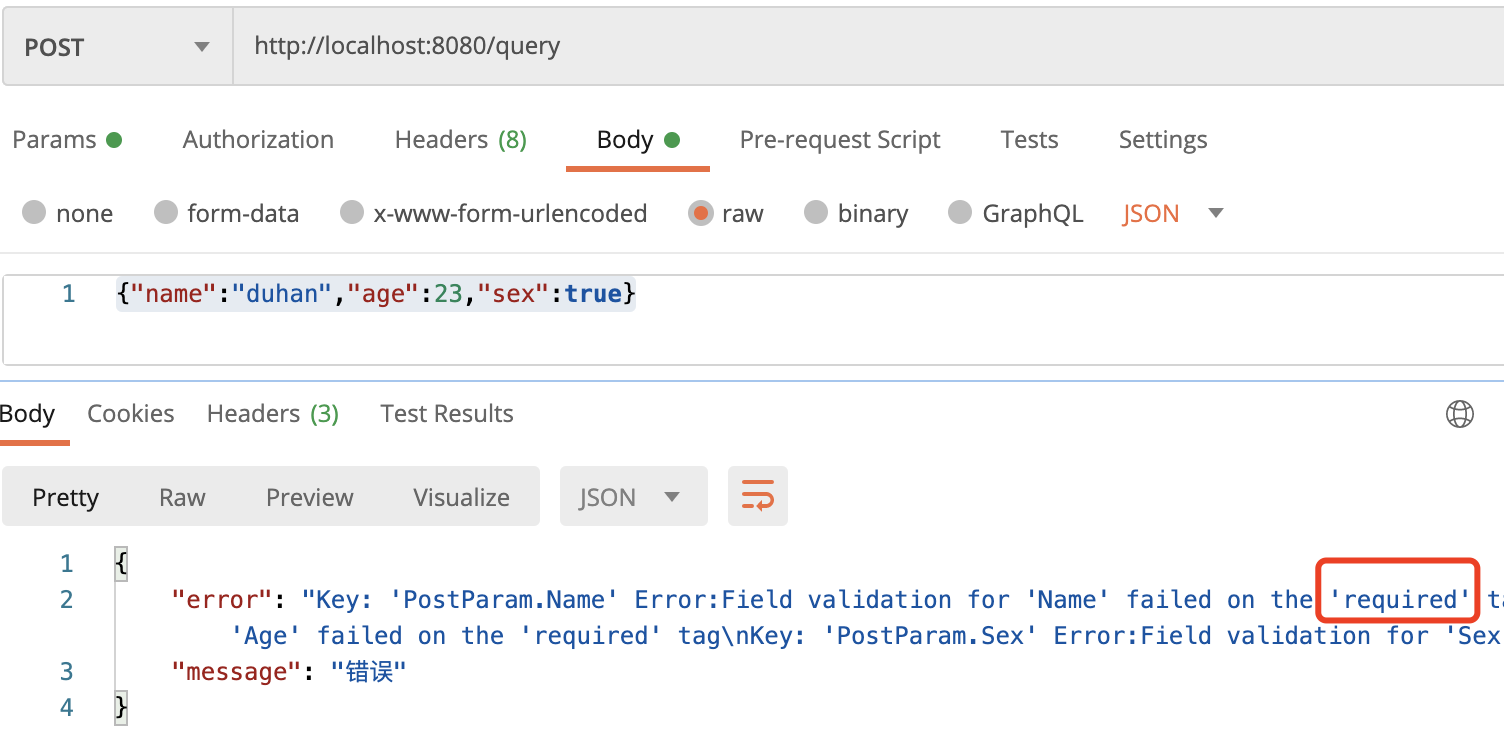 POST http://localhost:8080/query
Params Authorization Headers (8) Body Pre-request Script Tests Settings
none form-data x-www-form-urlencoded raw binary GraphQL JSON
1 {"name":"duhan","age":23,"sex":true}
Body Cookies Headers (3) Test Results
Pretty Raw Preview Visualize JSON
1 {
2 "error": "Key: 'PostParam.Name' Error:Field validation for 'Name' failed on the 'required' ta
'Age' failed on the 'required' tag\nKey: 'PostParam.Sex' Error:Field validation for 'Sex
3 "message": "错误"
4 }